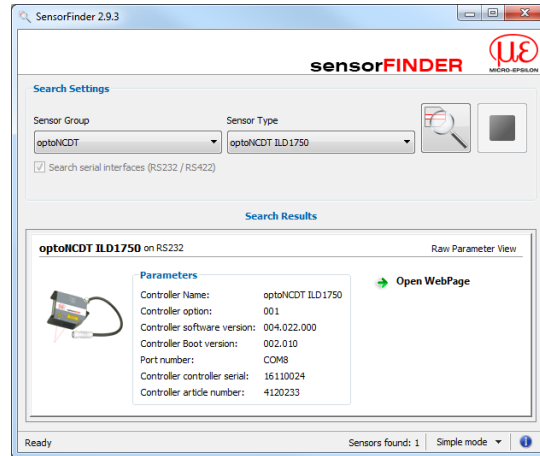 SensorFinder 2.9.3
sensorFINDER
MICRO-EPSILON
Search Settings
Sensor Group
Sensor Type
optoNCDT
optoNCDT ILD1750
Search serial interfaces (RS232 / RS422)
Search Results
optoNCDT ILD1750 on RS232
Raw Parameter View
Parameters
Open WebPage
Controller Name: optoNCDT ILD1750
Controller option: 001
Controller software version: 004.022.000
Controller Boot version: 002.010
Port number: COM8
Controller controller serial: 16110024
Controller article number: 4120233
Ready
Sensors found: 1
Simple mode